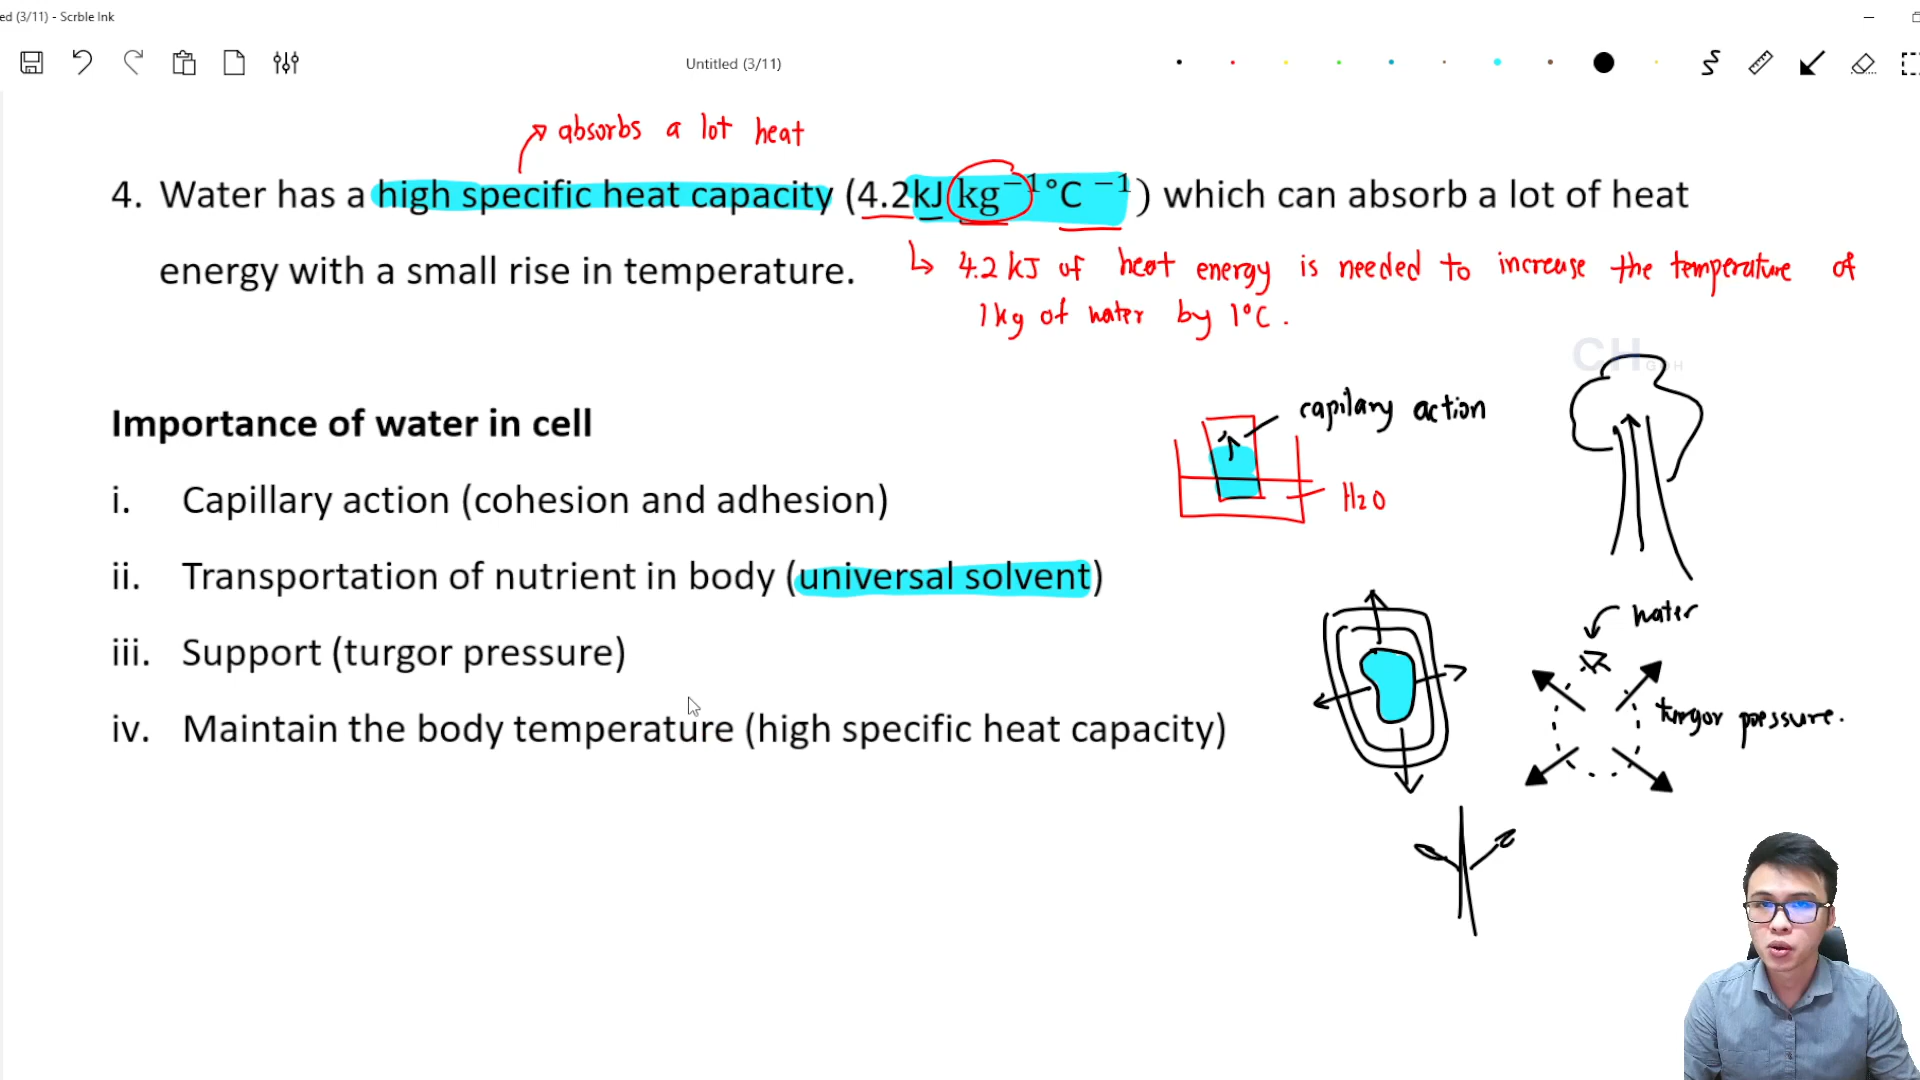 ed (3/11) - Scrble Ink
Untitled (3/11)
absorbs a lot heat
4. Water has a high specific heat capacity (4.2kJ kg⁻¹°C ⁻¹) which can absorb a lot of heat
energy with a small rise in temperature.
4.2 kJ of heat energy is needed to increase the temperature of
1kg of water by 1°C.
CH
Importance of water in cell
capilary action
i. Capillary action (cohesion and adhesion)
H₂O
ii. Transportation of nutrient in body (universal solvent)
water
iii. Support (turgor pressure)
turgor pressure.
iv. Maintain the body temperature (high specific heat capacity)